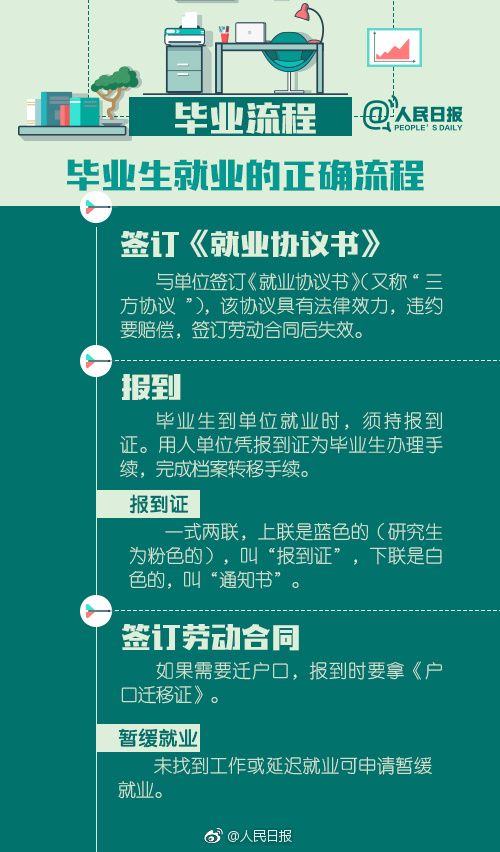 毕业流程
@人民日报
PEOPLE'S DAILY
毕业生就业的正确流程
签订《就业协议书》
与单位签订《就业协议书》（又称“三
方协议 ”），该协议具有法律效力，违约
要赔偿，签订劳动合同后失效。
报到
毕业生到单位就业时，须持报到
证。用人单位凭报到证为毕业生办理手
续，完成档案转移手续。
报到证
一式两联，上联是蓝色的（研究生
为粉色的），叫“报到证”，下联是白
色的，叫“通知书”。
签订劳动合同
如果需要迁户口，报到时要拿《户
口迁移证》。
暂缓就业
未找到工作或延迟就业可申请暂缓
就业。
@人民日报